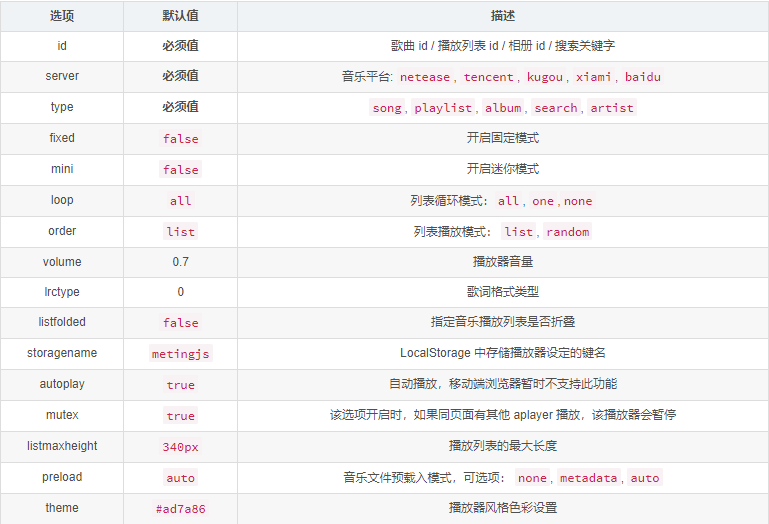 选项 默认值 描述
id 必须值 歌曲 id / 播放列表 id / 相册 id / 搜索关键字
server 必须值 音乐平台: netease, tencent, kugou, xiami, baidu
type 必须值 song, playlist, album, search, artist
fixed false 开启固定模式
mini false 开启迷你模式
loop all 列表循环模式: all, one,none
order list 列表播放模式: list, random
volume 0.7 播放器音量
lrctype 0 歌词格式类型
listfolded false 指定音乐播放列表是否折叠
storagename metingjs LocalStorage 中存储播放器设定的键名
autoplay true 自动播放，移动端浏览器暂时不支持此功能
mutex true 该选项开启时，如果同页面有其他 aplayer 播放，该播放器会暂停
listmaxheight 340px 播放列表的最大长度
preload auto 音乐文件预载入模式，可选项: none, metadata, auto
theme #ad7a86 播放器风格色彩设置